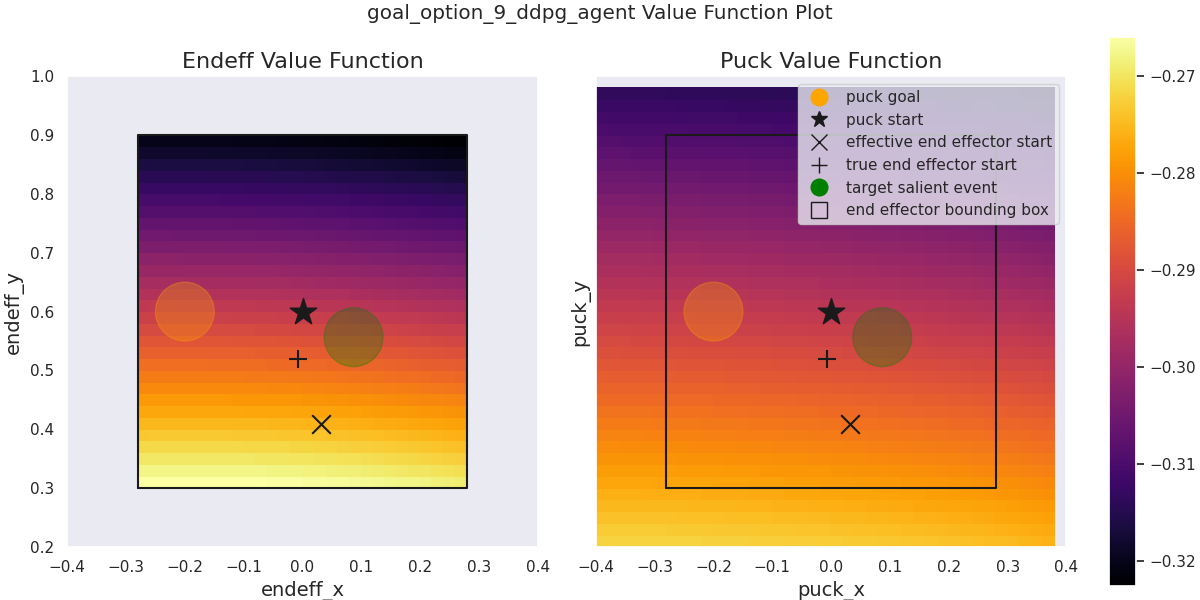 goal_option_9_ddpg_agent Value Function Plot
Endeff Value Function
1.0
0.9
0.8
0.7
0.6
0.5
0.4
0.3
0.2
endeff_y
−0.4 −0.3 −0.2 −0.1 0.0 0.1 0.2 0.3 0.4
endeff_x
Puck Value Function
puck goal
puck start
effective end effector start
true end effector start
target salient event
end effector bounding box
puck_y
−0.4 −0.3 −0.2 −0.1 0.0 0.1 0.2 0.3 0.4
puck_x
−0.27
−0.28
−0.29
−0.30
−0.31
−0.32